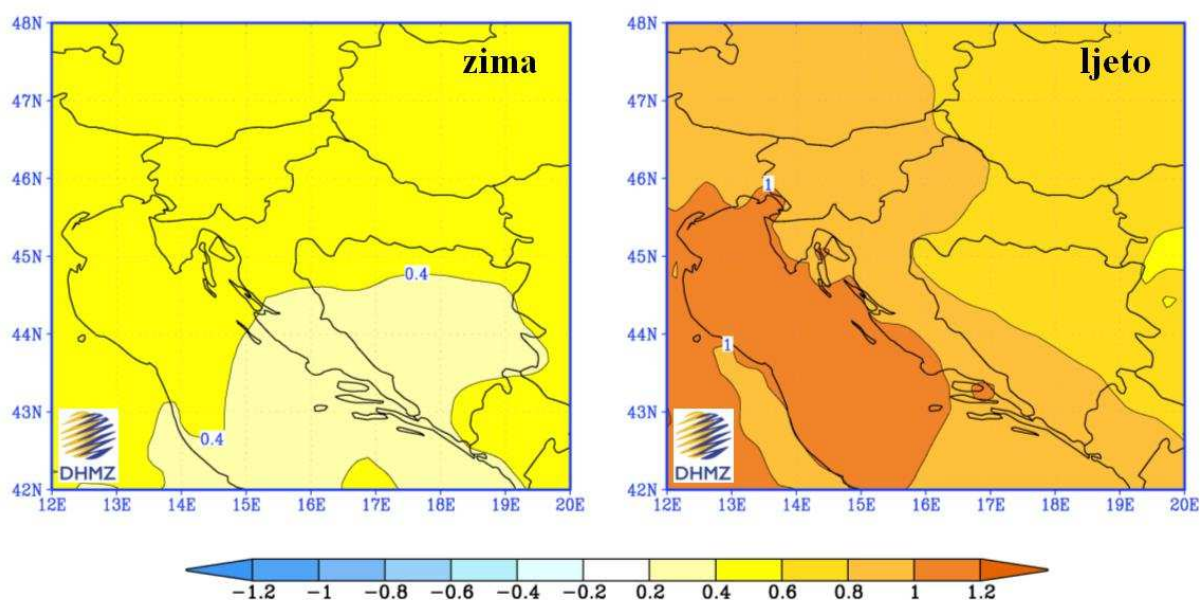 48N
zima
47N
46N
45N
0.4
44N
43N
0.4
DHMZ
42N
12E 13E 14E 15E 16E 17E 18E 19E 20E
48N
ljeto
47N
46N
1
45N
44N
1
43N
DHMZ
42N
12E 13E 14E 15E 16E 17E 18E 19E 20E
-1.2 -1 -0.8 -0.6 -0.4 -0.2 0.2 0.4 0.6 0.8 1 1.2